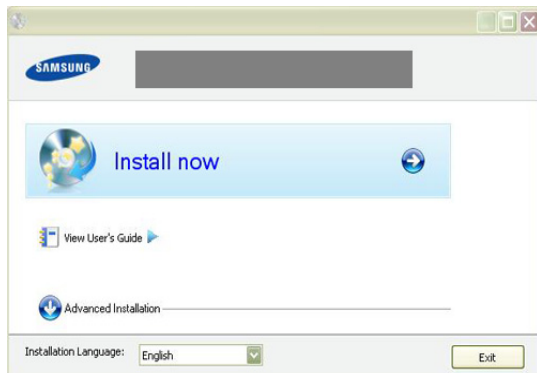 SAMSUNG
Install now
View User's Guide
Advanced Installation
Installation Language: English
Exit